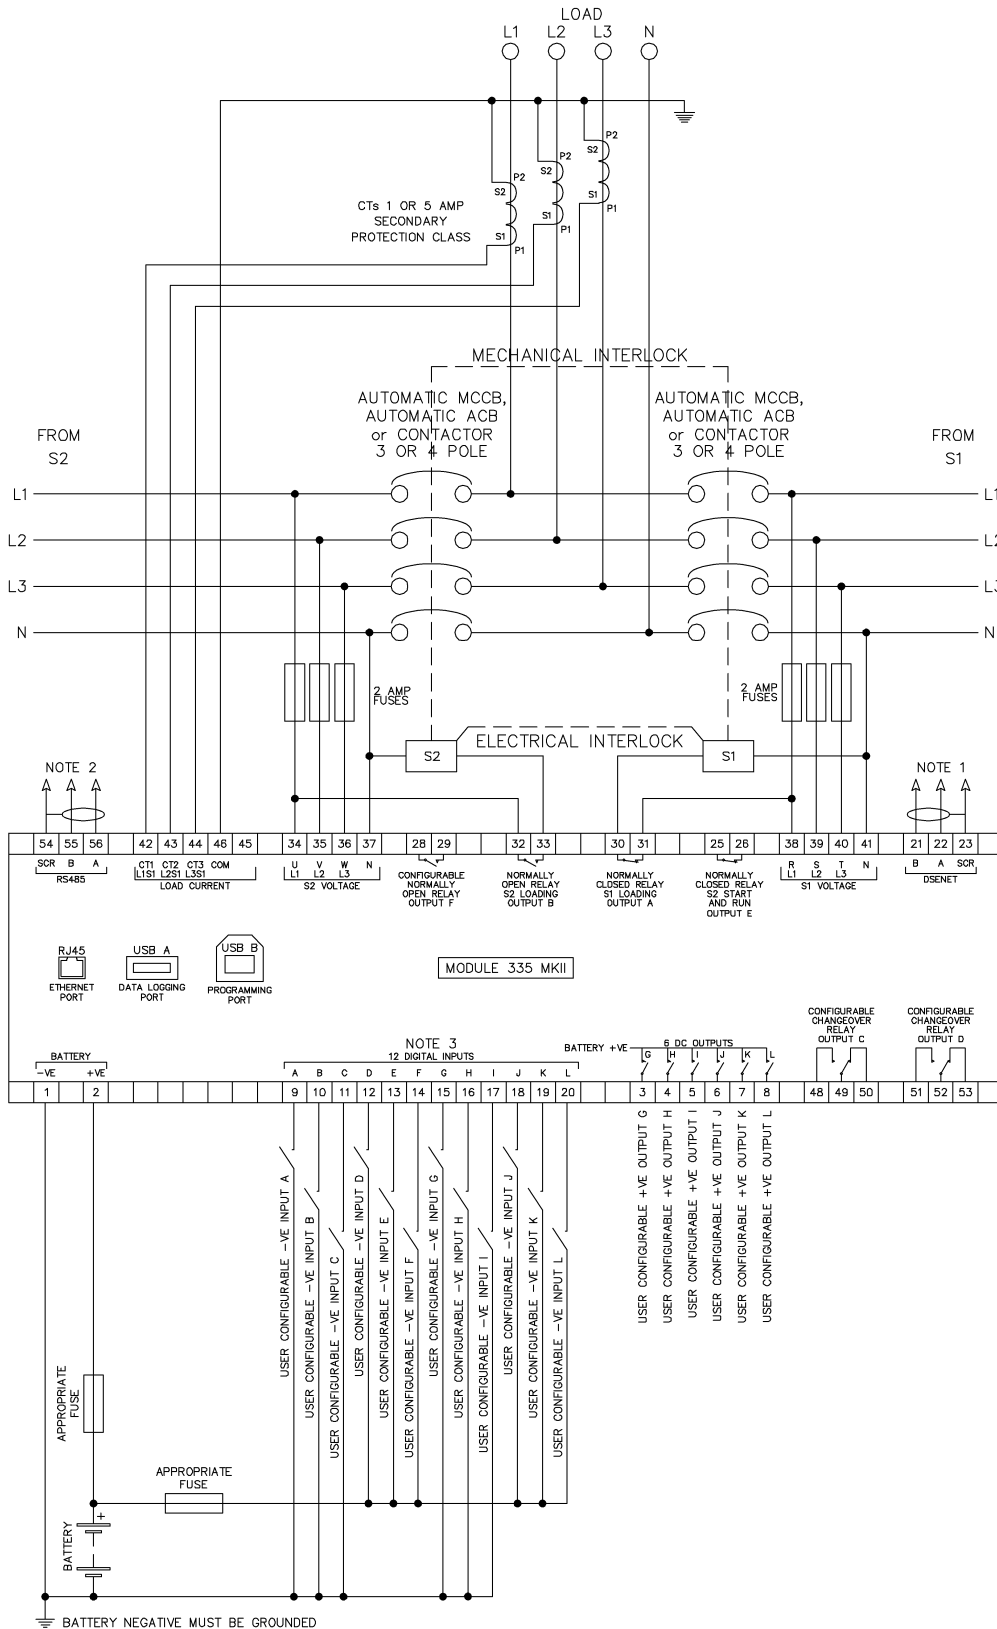 LOAD
L1 L2 L3 N
P2
S2
P2
S2
S1
P1
P2
S2
S1
P1
S1
P1
CTs 1 OR 5 AMP
SECONDARY
PROTECTION CLASS
MECHANICAL INTERLOCK
AUTOMATIC MCCB,
AUTOMATIC ACB
or CONTACTOR
3 OR 4 POLE
AUTOMATIC MCCB,
AUTOMATIC ACB
or CONTACTOR
3 OR 4 POLE
FROM
S2
FROM
S1
L1 L1
L2 L2
L3 L3
N N
2 AMP
FUSES
2 AMP
FUSES
ELECTRICAL INTERLOCK
S2 S1
NOTE 2
NOTE 1
54 55 56 42 43 44 46 45 34 35 36 37 28 29 32 33 30 31 25 26 38 39 40 41 21 22 23
SCR B A
RS485
CT1 CT2 CT3 COM
L1S1 L2S1 L3S1
LOAD CURRENT
U V W N
L1 L2 L3
S2 VOLTAGE
CONFIGURABLE
NORMALLY
OPEN RELAY
OUTPUT F
NORMALLY
OPEN RELAY
S2 LOADING
OUTPUT B
NORMALLY
CLOSED RELAY
S1 LOADING
OUTPUT A
NORMALLY
CLOSED RELAY
S2 START
AND RUN
OUTPUT E
R S T N
L1 L2 L3
S1 VOLTAGE
B A SCR
DSENET
RJ45
ETHERNET
PORT
USB A
DATA LOGGING
PORT
USB B
PROGRAMMING
PORT
MODULE 335 MKII
CONFIGURABLE
CHANGEOVER
RELAY
OUTPUT C
CONFIGURABLE
CHANGEOVER
RELAY
OUTPUT D
BATTERY
-VE +VE
NOTE 3
12 DIGITAL INPUTS
A B C D E F G H I J K L
BATTERY +VE
6 DC OUTPUTS
G H I J K L
1 2 9 10 11 12 13 14 15 16 17 18 19 20 3 4 5 6 7 8 48 49 50 51 52 53
USER CONFIGURABLE -VE INPUT A
USER CONFIGURABLE -VE INPUT B
USER CONFIGURABLE -VE INPUT C
USER CONFIGURABLE -VE INPUT D
USER CONFIGURABLE -VE INPUT E
USER CONFIGURABLE -VE INPUT F
USER CONFIGURABLE -VE INPUT G
USER CONFIGURABLE -VE INPUT H
USER CONFIGURABLE -VE INPUT I
USER CONFIGURABLE -VE INPUT J
USER CONFIGURABLE -VE INPUT K
USER CONFIGURABLE -VE INPUT L
USER CONFIGURABLE +VE OUTPUT G
USER CONFIGURABLE +VE OUTPUT H
USER CONFIGURABLE +VE OUTPUT I
USER CONFIGURABLE +VE OUTPUT J
USER CONFIGURABLE +VE OUTPUT K
USER CONFIGURABLE +VE OUTPUT L
APPROPRIATE
FUSE
APPROPRIATE
FUSE
+
BATTERY
BATTERY NEGATIVE MUST BE GROUNDED